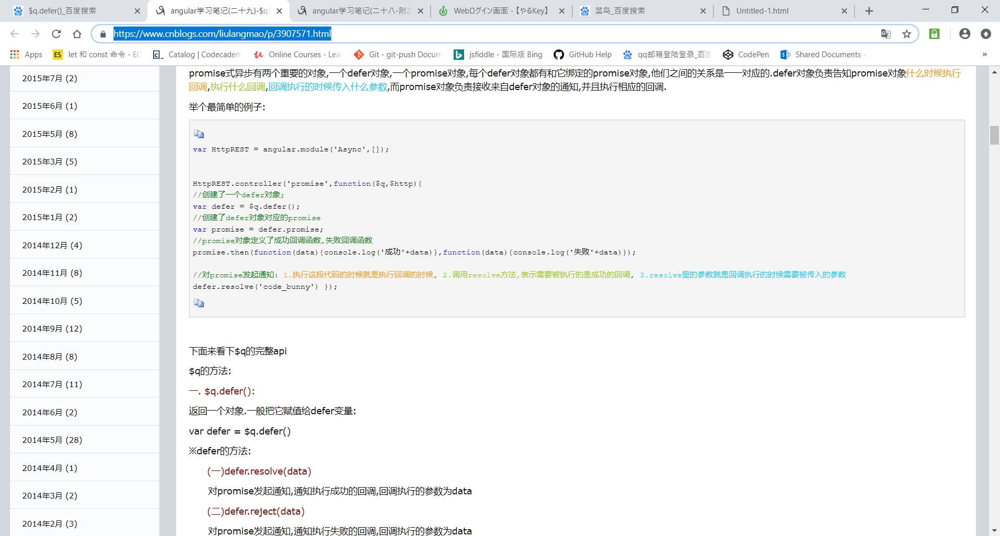 $q.defer()_百度搜索
angular学习笔记(二十九)-$q
angular学习笔记(二十八-附2
Webログイン画面 -【やるKey】
菜鸟_百度搜索
Untitled-1.html
https://www.cnblogs.com/liulangmao/p/3907571.html
Apps
let 和 const 命令 - EC
Catalog | Codecadem
Online Courses - Lea
Git - git-push Docum
jsfiddle - 国际版 Bing
GitHub Help
qq邮箱登陆登录_百度
CodePen
Shared Documents -
»
2015年7月 (2)
2015年6月 (1)
2015年5月 (8)
2015年3月 (5)
2015年2月 (1)
2015年1月 (2)
2014年12月 (4)
2014年11月 (8)
2014年10月 (5)
2014年9月 (12)
2014年8月 (8)
2014年7月 (11)
2014年6月 (2)
2014年5月 (28)
2014年4月 (1)
2014年3月 (2)
2014年2月 (3)
promise式异步有两个重要的对象,一个defer对象,一个promise对象,每个defer对象都有和它绑定的promise对象,他们之间的关系是一一对应的.defer对象负责告知promise对象什么时候执行
回调,执行什么回调,回调执行的时候传入什么参数,而promise对象负责接收来自defer对象的通知,并且执行相应的回调.
举个最简单的例子:
var HttpREST = angular.module('Async',[]);
HttpREST.controller('promise',function($q,$http){
//创建了一个defer对象;
var defer = $q.defer();
//创建了defer对象对应的promise
var promise = defer.promise;
//promise对象定义了成功回调函数,失败回调函数
promise.then(function(data){console.log('成功'+data)},function(data){console.log('失败'+data)});
//对promise发起通知: 1.执行这段代码的时候就是执行回调的时候, 2.调用resolve方法,表示需要被执行的是成功的回调, 3.resolve里的参数就是回调执行的时候需要被传入的参数
defer.resolve('code_bunny') });
下面来看下$q的完整api
$q的方法:
一. $q.defer():
返回一个对象.一般把它赋值给defer变量:
var defer = $q.defer()
※defer的方法:
(一)defer.resolve(data)
对promise发起通知,通知执行成功的回调,回调执行的参数为data
(二)defer.reject(data)
对promise发起通知,通知执行失败的回调,回调执行的参数为data